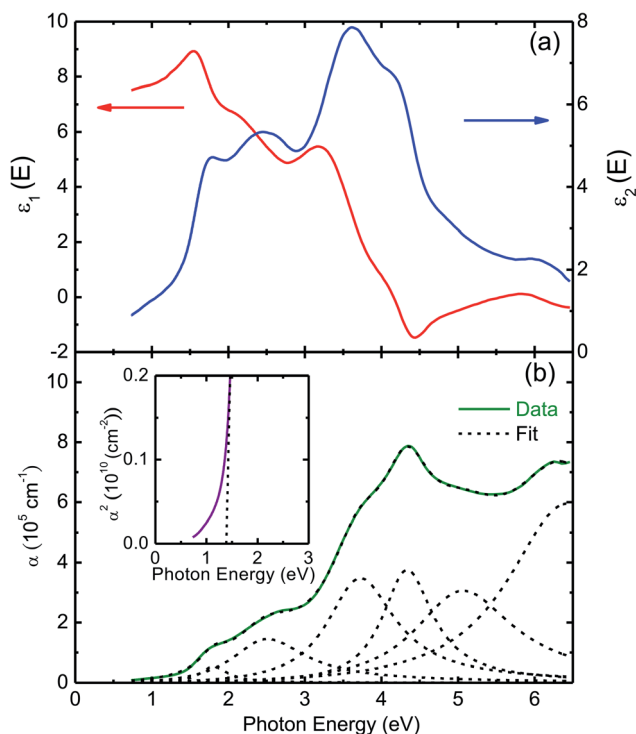 (a)
10
8
6
4
2
0
-2
ε1 (E)
8
6
4
2
0
ε2 (E)
(b)
10
8
6
4
2
0
α (10^5 cm^-1)
Data
Fit
0.2
0.1
0.0
α^2 (10^10 (cm^-2))
0 1 2 3
Photon Energy (eV)
1 2 3 4 5 6
Photon Energy (eV)